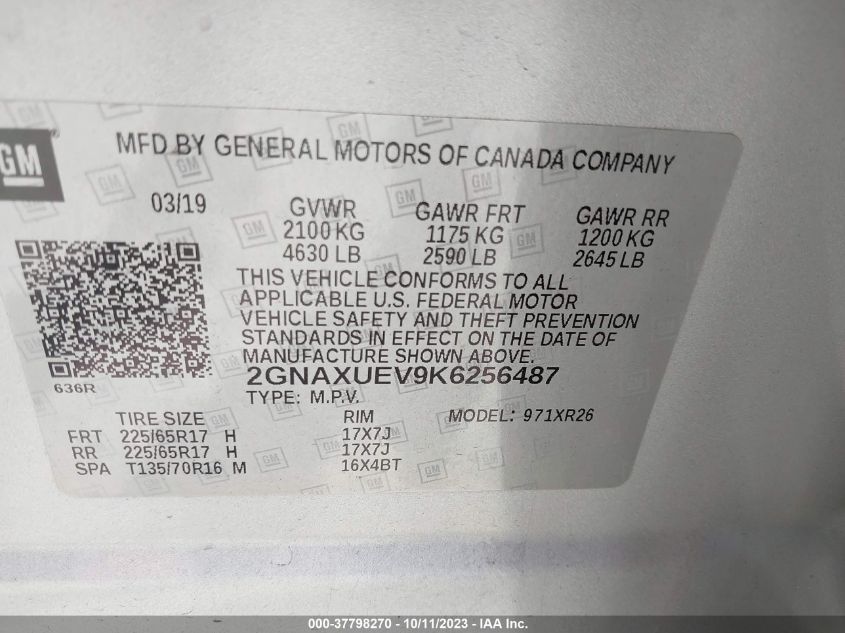 GM
MFD BY GENERAL MOTORS OF CANADA COMPANY
03/19 GVWR GAWR FRT GAWR RR
2100 KG 1175 KG 1200 KG
4630 LB 2590 LB 2645 LB
THIS VEHICLE CONFORMS TO ALL
APPLICABLE U.S. FEDERAL MOTOR
VEHICLE SAFETY AND THEFT PREVENTION
STANDARDS IN EFFECT ON THE DATE OF
MANUFACTURE SHOWN ABOVE.
636R 2GNAXUEV9K6256487
TYPE: M.P.V.
TIRE SIZE RIM MODEL: 971XR26
FRT 225/65R17 H 17X7J
RR 225/65R17 H 17X7J
SPA T135/70R16 M 16X4BT
000-37798270 - 10/11/2023 - 1IAA, Inc.